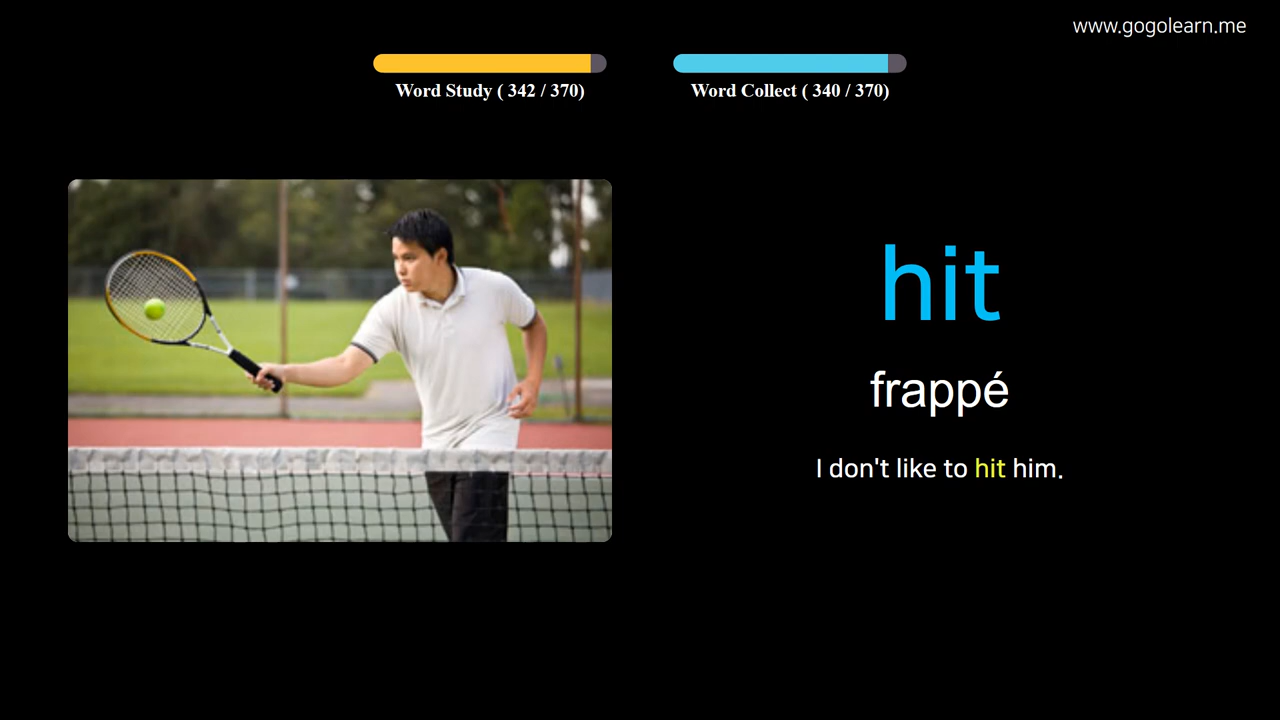 www.gogolearn.me
Word Study ( 342 / 370)
Word Collect ( 340 / 370)
hit
frappé
I don't like to hit him.